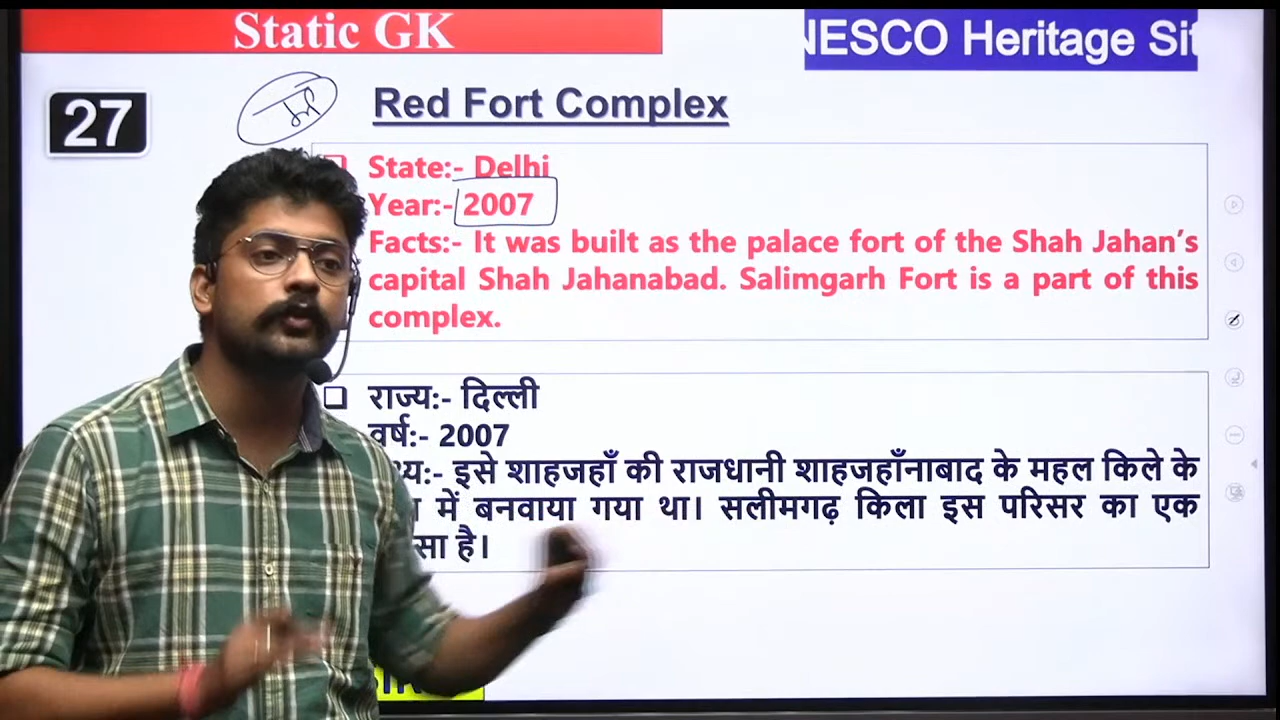 Static GK
NESCO Heritage Sit
27
Red Fort Complex
State:- Delhi
Year:- 2007
Facts:- It was built as the palace fort of the Shah Jahan’s
capital Shah Jahanabad. Salimgarh Fort is a part of this
complex.
राज्य:- दिल्ली
वर्ष:- 2007
थ्य:- इसे शाहजहाँ की राजधानी शाहजहाँनाबाद के महल किले के
में बनवाया गया था। सलीमगढ़ किला इस परिसर का एक
सा है।